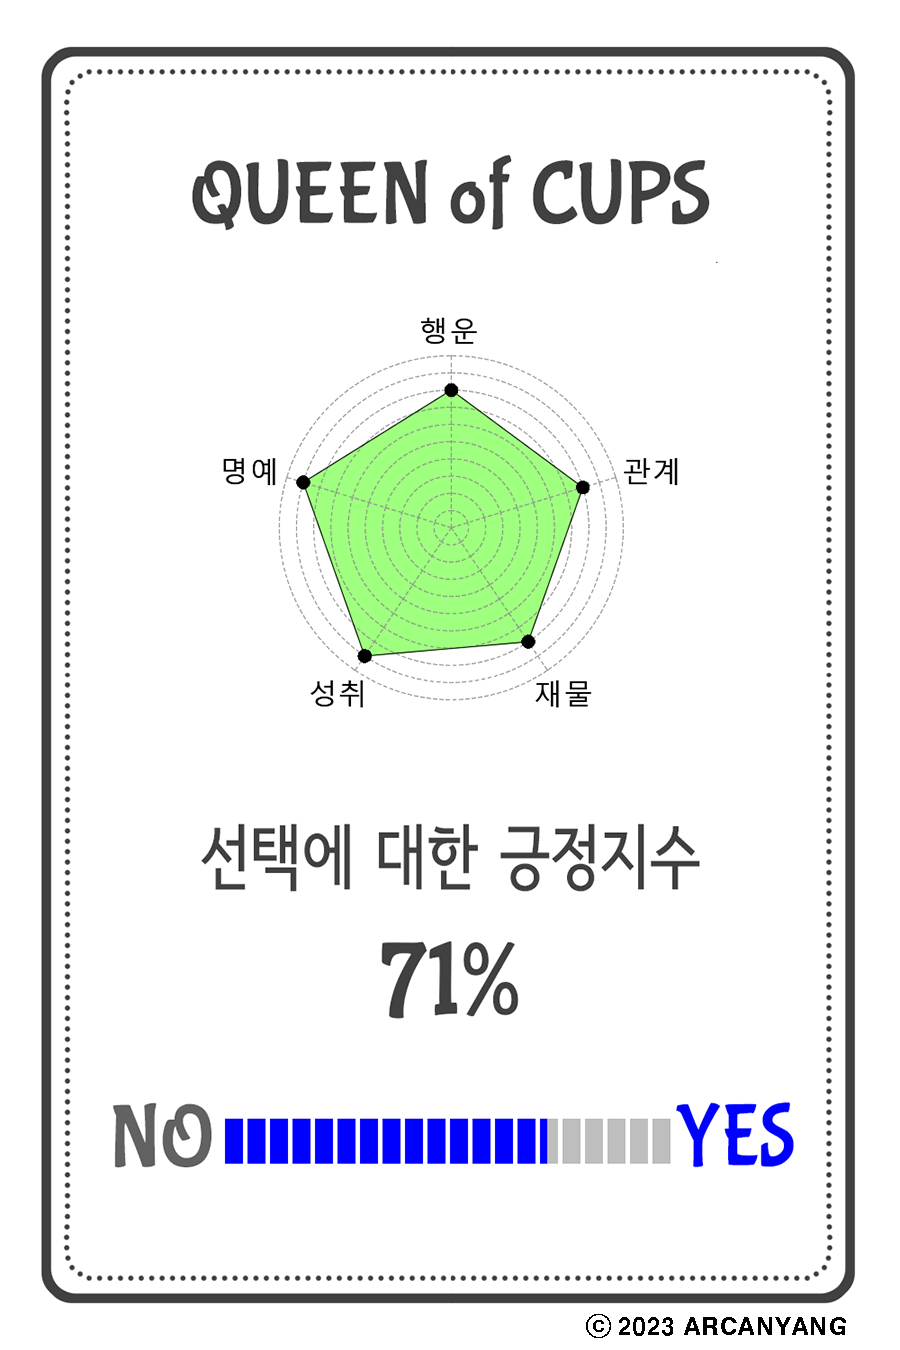 QUEEN of CUPS
행운
명예
관계
성취
재물
선택에 대한 긍정지수
71%
NO
YES
© 2023 ARCANYANG